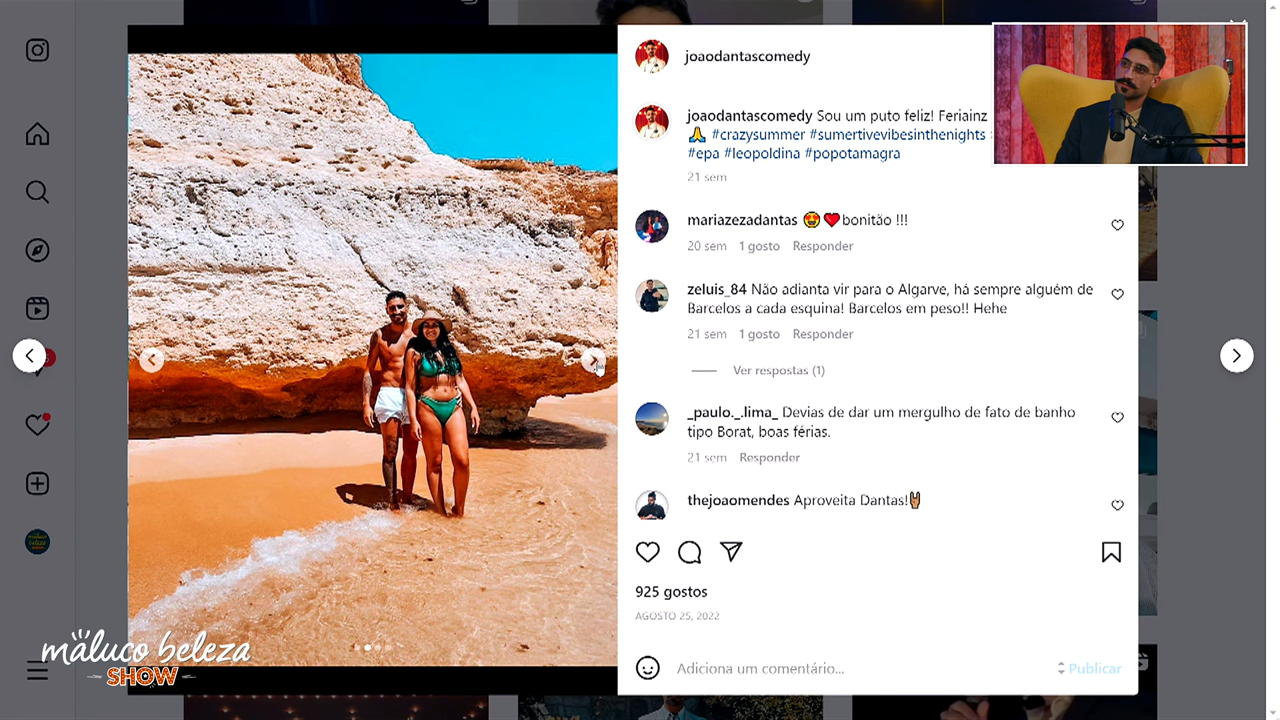 joaodantascomedy
joaodantascomedy Sou um puto feliz! Feriainz
🙏 #crazysummer #sumertivevibesinthenights
#epa #leopoldina #popotamagra
21 sem
mariazezadantas 😍❤️bonitão !!!
20 sem 1 gosto Responder
zeluis_84 Não adianta vir para o Algarve, há sempre alguém de
Barcelos a cada esquina! Barcelos em peso!! Hehe
21 sem 1 gosto Responder
Ver respostas (1)
_paulo._.lima_ Devias de dar um mergulho de fato de banho
tipo Borat, boas férias.
21 sem Responder
thejoaomendes Aproveita Dantas!🤘
925 gostos
AGOSTO 25, 2022
Adiciona um comentário...
Publicar
maluco beleza
SHOW